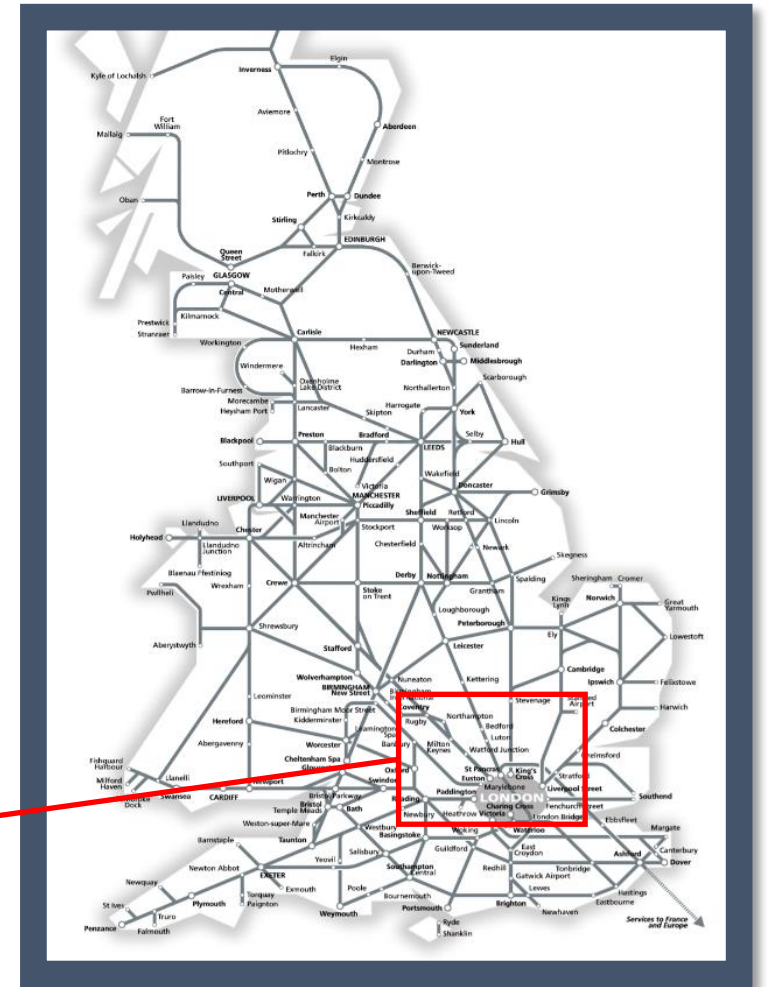 Elgin
Inverness
Kyle of Lochalsh
Aviemore
Fort
William
Aberdeen
Mallaig
Pitlochry
Montrose
Perth
Dundee
Oban
Stirling
Kirkcaldy
EDINBURGH
Queen
Street
Falkirk
Berwick-
upon-Tweed
Paisley
GLASGOW
Central
Motherwell
Kilmarnock
Prestwick
Stranraer
Carlisle
NEWCASTLE
Workington
Hexham
Sunderland
Durham
Darlington
Middlesbrough
Windermere
Scarborough
Oxenholme
Lake District
Barrow-in-Furness
Northallerton
Morecambe
Heysham Port
Lancaster
Harrogate
York
Skipton
Blackpool
Preston
Bradford
Selby
Hull
Blackburn
LEEDS
Huddersfield
Southport
Bolton
Wakefield
Wigan
Victoria
Doncaster
MANCHESTER
Piccadilly
Grimsby
LIVERPOOL
Warrington
Manchester
Airport
Sheffield
Retford
Lincoln
Llandudno
Chester
Stockport
Worksop
Holyhead
Llandudno
Junction
Altrincham
Chesterfield
Newark
Skegness
Blaenau Ffestiniog
Wrexham
Crewe
Derby
Nottingham
Spalding
Sheringham
Cromer
Pwllheli
Stoke
on Trent
Grantham
Kings
Lynn
Norwich
Great
Yarmouth
Loughborough
Shrewsbury
Peterborough
Ely
Lowestoft
Aberystwyth
Stafford
Leicester
Wolverhampton
Cambridge
BIRMINGHAM
New Street
Nuneaton
Kettering
Ipswich
Felixstowe
Leominster
Birmingham Moor Street
Coventry
Stevenage
Harwich
Kidderminster
Rugby
Northampton
Hereford
Bedford
Colchester
Worcester
Luton
Abergavenny
Milton
Keynes
Watford Junction
Cheltenham Spa
Oxford
St Pancras
King's
Cross
Euston
Stratford
Fishguard
Harbour
Milford
Haven
Llanelli
Marylebone
Liverpool Street
Paddington
LONDON
Southend
Swansea
CARDIFF
Reading
Charing Cross
Fenchurch Street
Bristol
Temple Meads
Bath
Newbury
Heathrow
Victoria
London Bridge
Ebbsfleet
Weston-super-Mare
Westbury
Basingstoke
Woking
Waterloo
Margate
Barnstaple
Taunton
Salisbury
Guildford
East
Croydon
Canterbury
Ashford
Dover
Newton Abbot
Yeovil
Southampton
Central
Redhill
Tonbridge
Gatwick Airport
EXETER
Newquay
Exmouth
Poole
Lewes
Hastings
Torquay
Paignton
Bournemouth
Eastbourne
St Ives
Plymouth
Weymouth
Portsmouth
Brighton
Newhaven
Truro
Penzance
Falmouth
Ryde
Shanklin
Services to France
and Europe